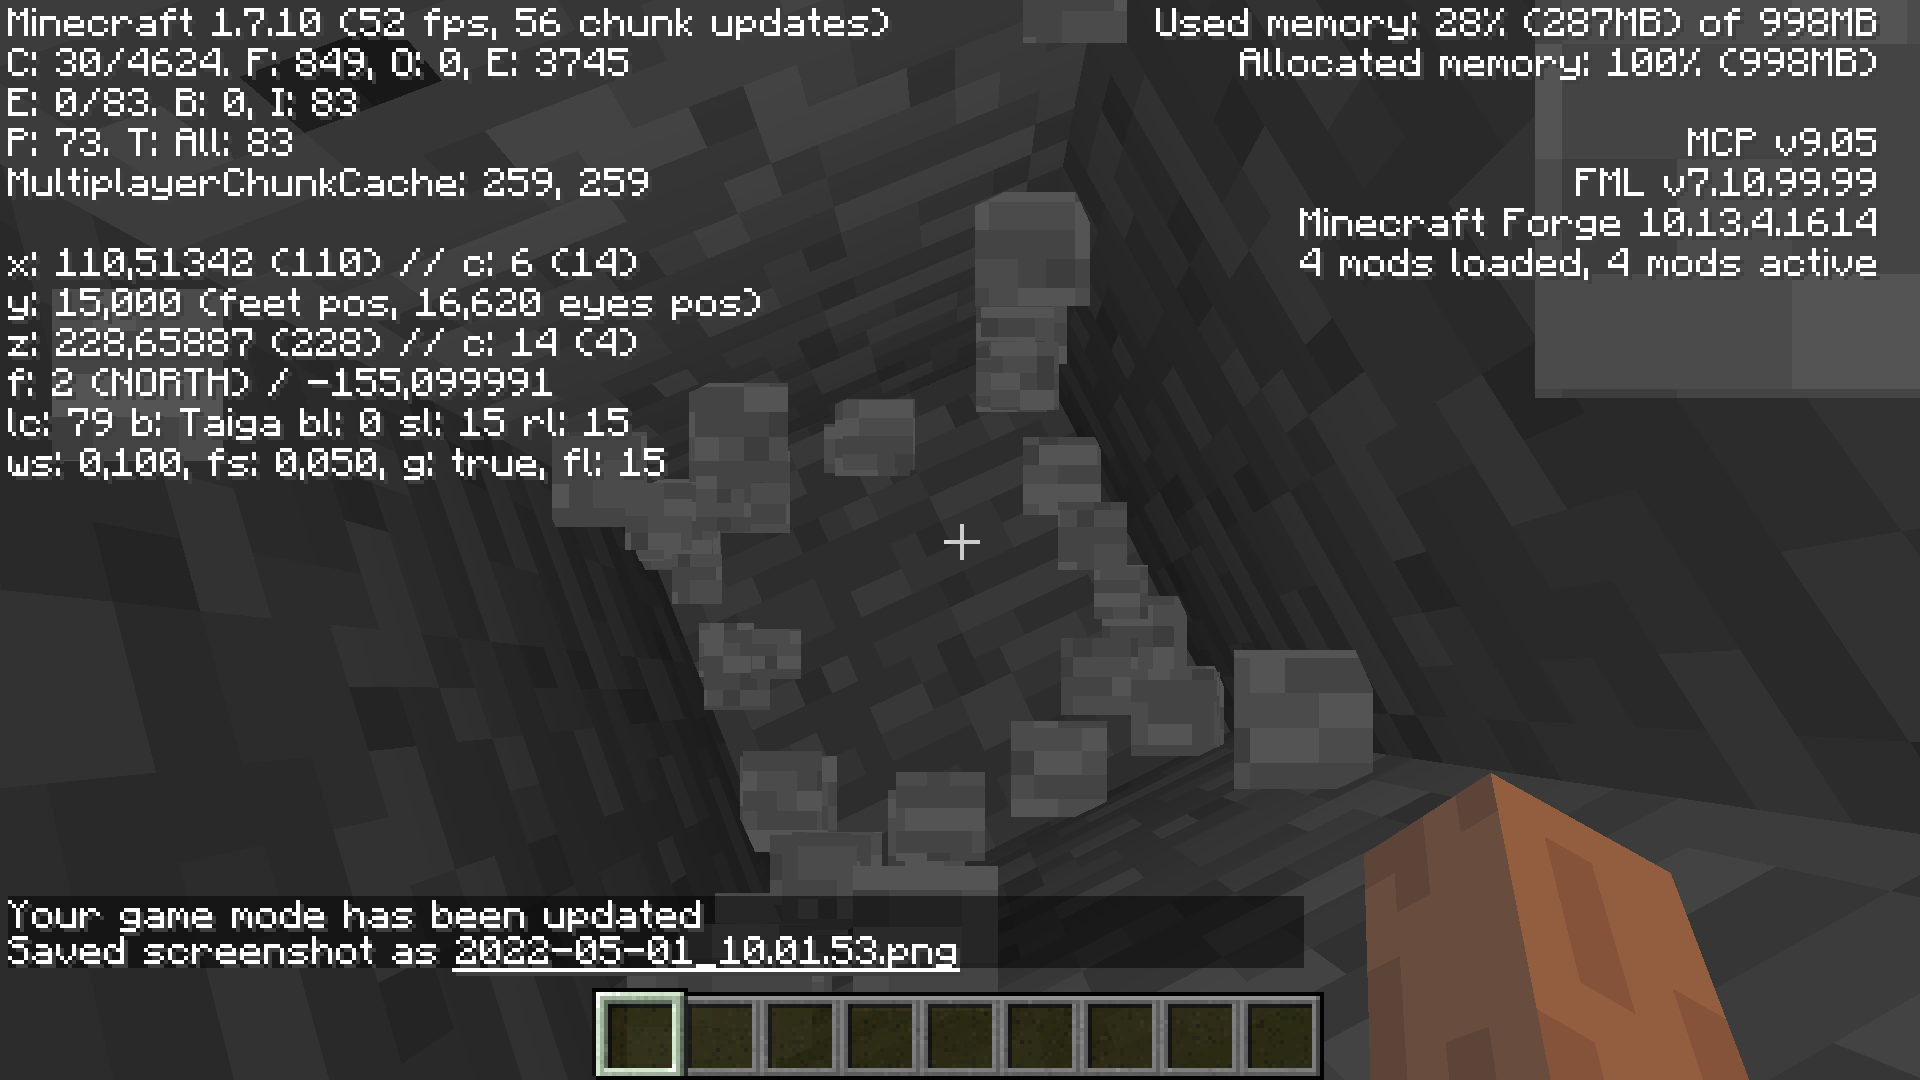 Minecraft 1.7.10 (52 fps, 56 chunk updates)
C: 30/4624. F: 849, O: 0, E: 3745
E: 0/83. B: 0, I: 83
P: 73. T: All: 83
MultiplayerChunkCache: 259, 259
x: 110,51342 (110) // c: 6 (14)
y: 15,000 (feet pos, 16,620 eyes pos)
z: 228,65887 (228) // c: 14 (4)
f: 2 (NORTH) / -155,099991
lc: 79 b: Taiga bl: 0 sl: 15 rl: 15
ws: 0,100, fs: 0,050, g: true, fl: 15
Used memory: 28% (287MB) of 998MB
Allocated memory: 100% (998MB)
MCP v9.05
FML v7.10.99.99
Minecraft Forge 10.13.4.1614
4 mods loaded, 4 mods active
Your game mode has been updated
Saved screenshot as 2022-05-01_10.01.53.png